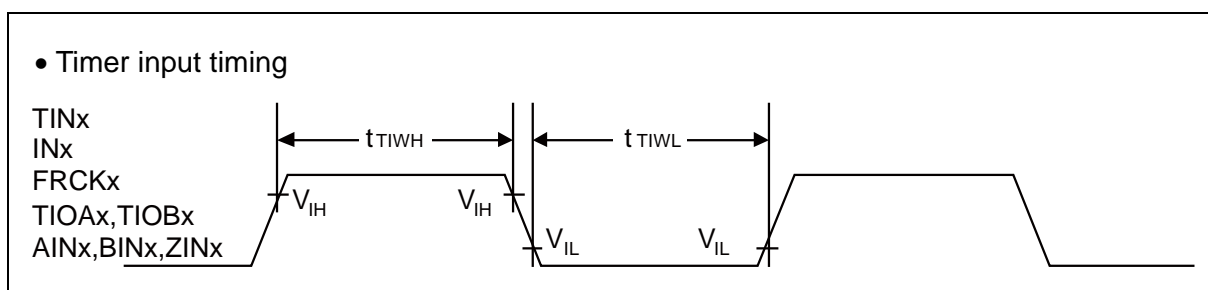 • Timer input timing
TINx
INx
FRCKx
TIOAx,TIOBx
AINx,BINx,ZINx
tTIWH
tTIWL
VIH
VIH
VIL
VIL